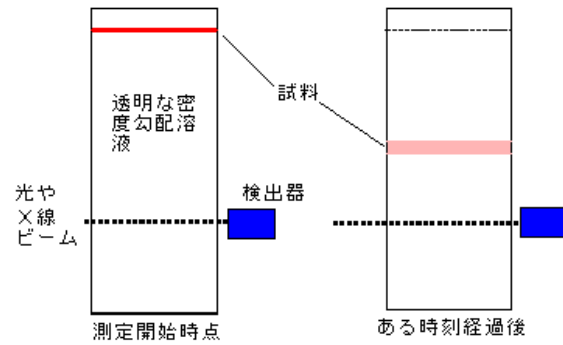 試料
透明な密
度勾配溶
液
光や
X線
ビーム
検出器
測定開始時点
ある時刻経過後